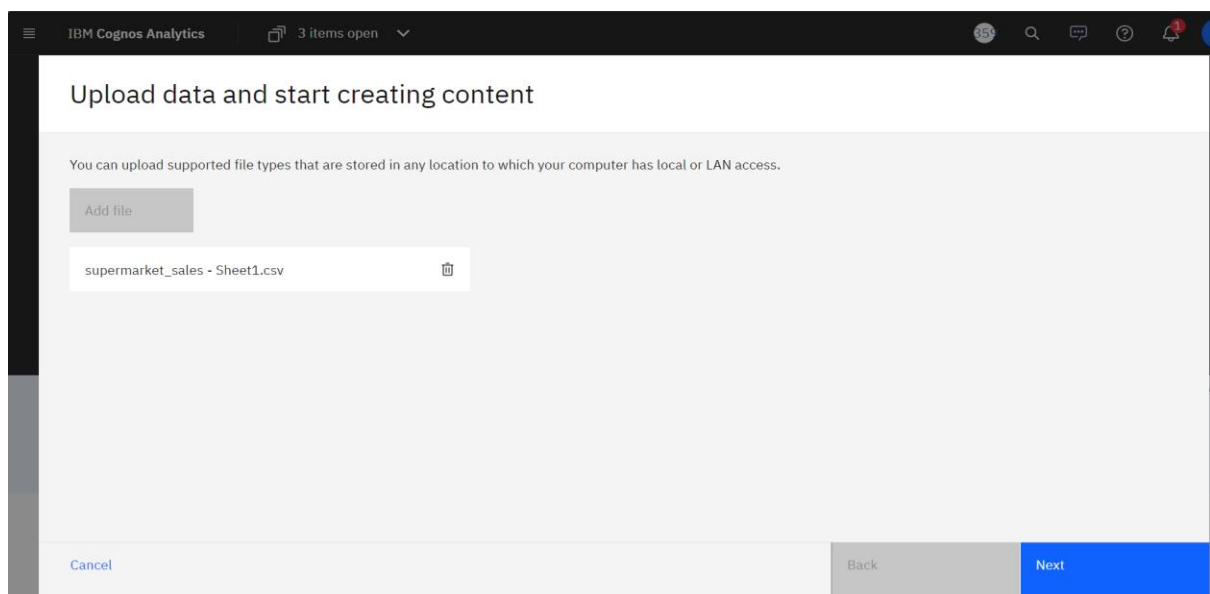 IBM Cognos Analytics
3 items open
359
1
Upload data and start creating content
You can upload supported file types that are stored in any location to which your computer has local or LAN access.
Add file
supermarket_sales - Sheet1.csv
Cancel
Back
Next